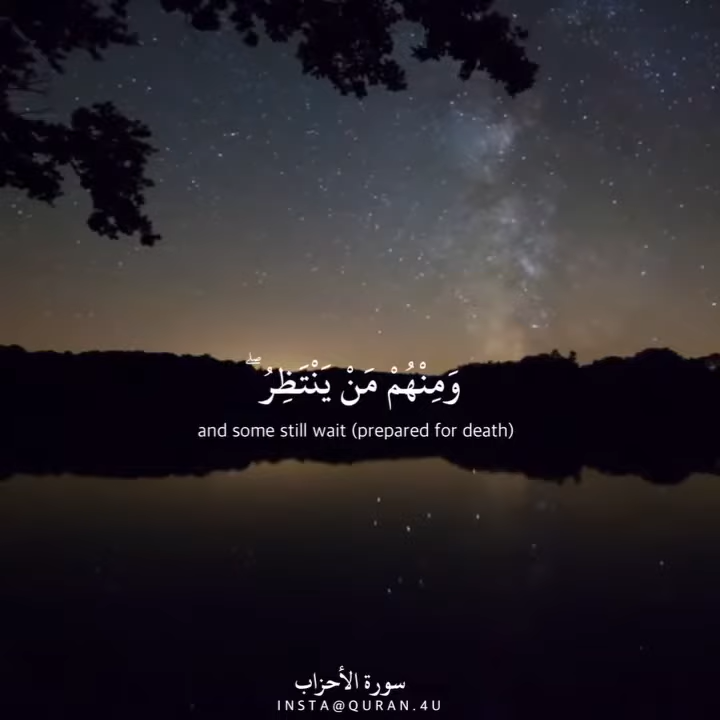 وَمِنْهُمْ مَنْ يَنْتَظِرُ ۖ
and some still wait (prepared for death)
سورة الأحزاب
INSTA@QURAN.4U